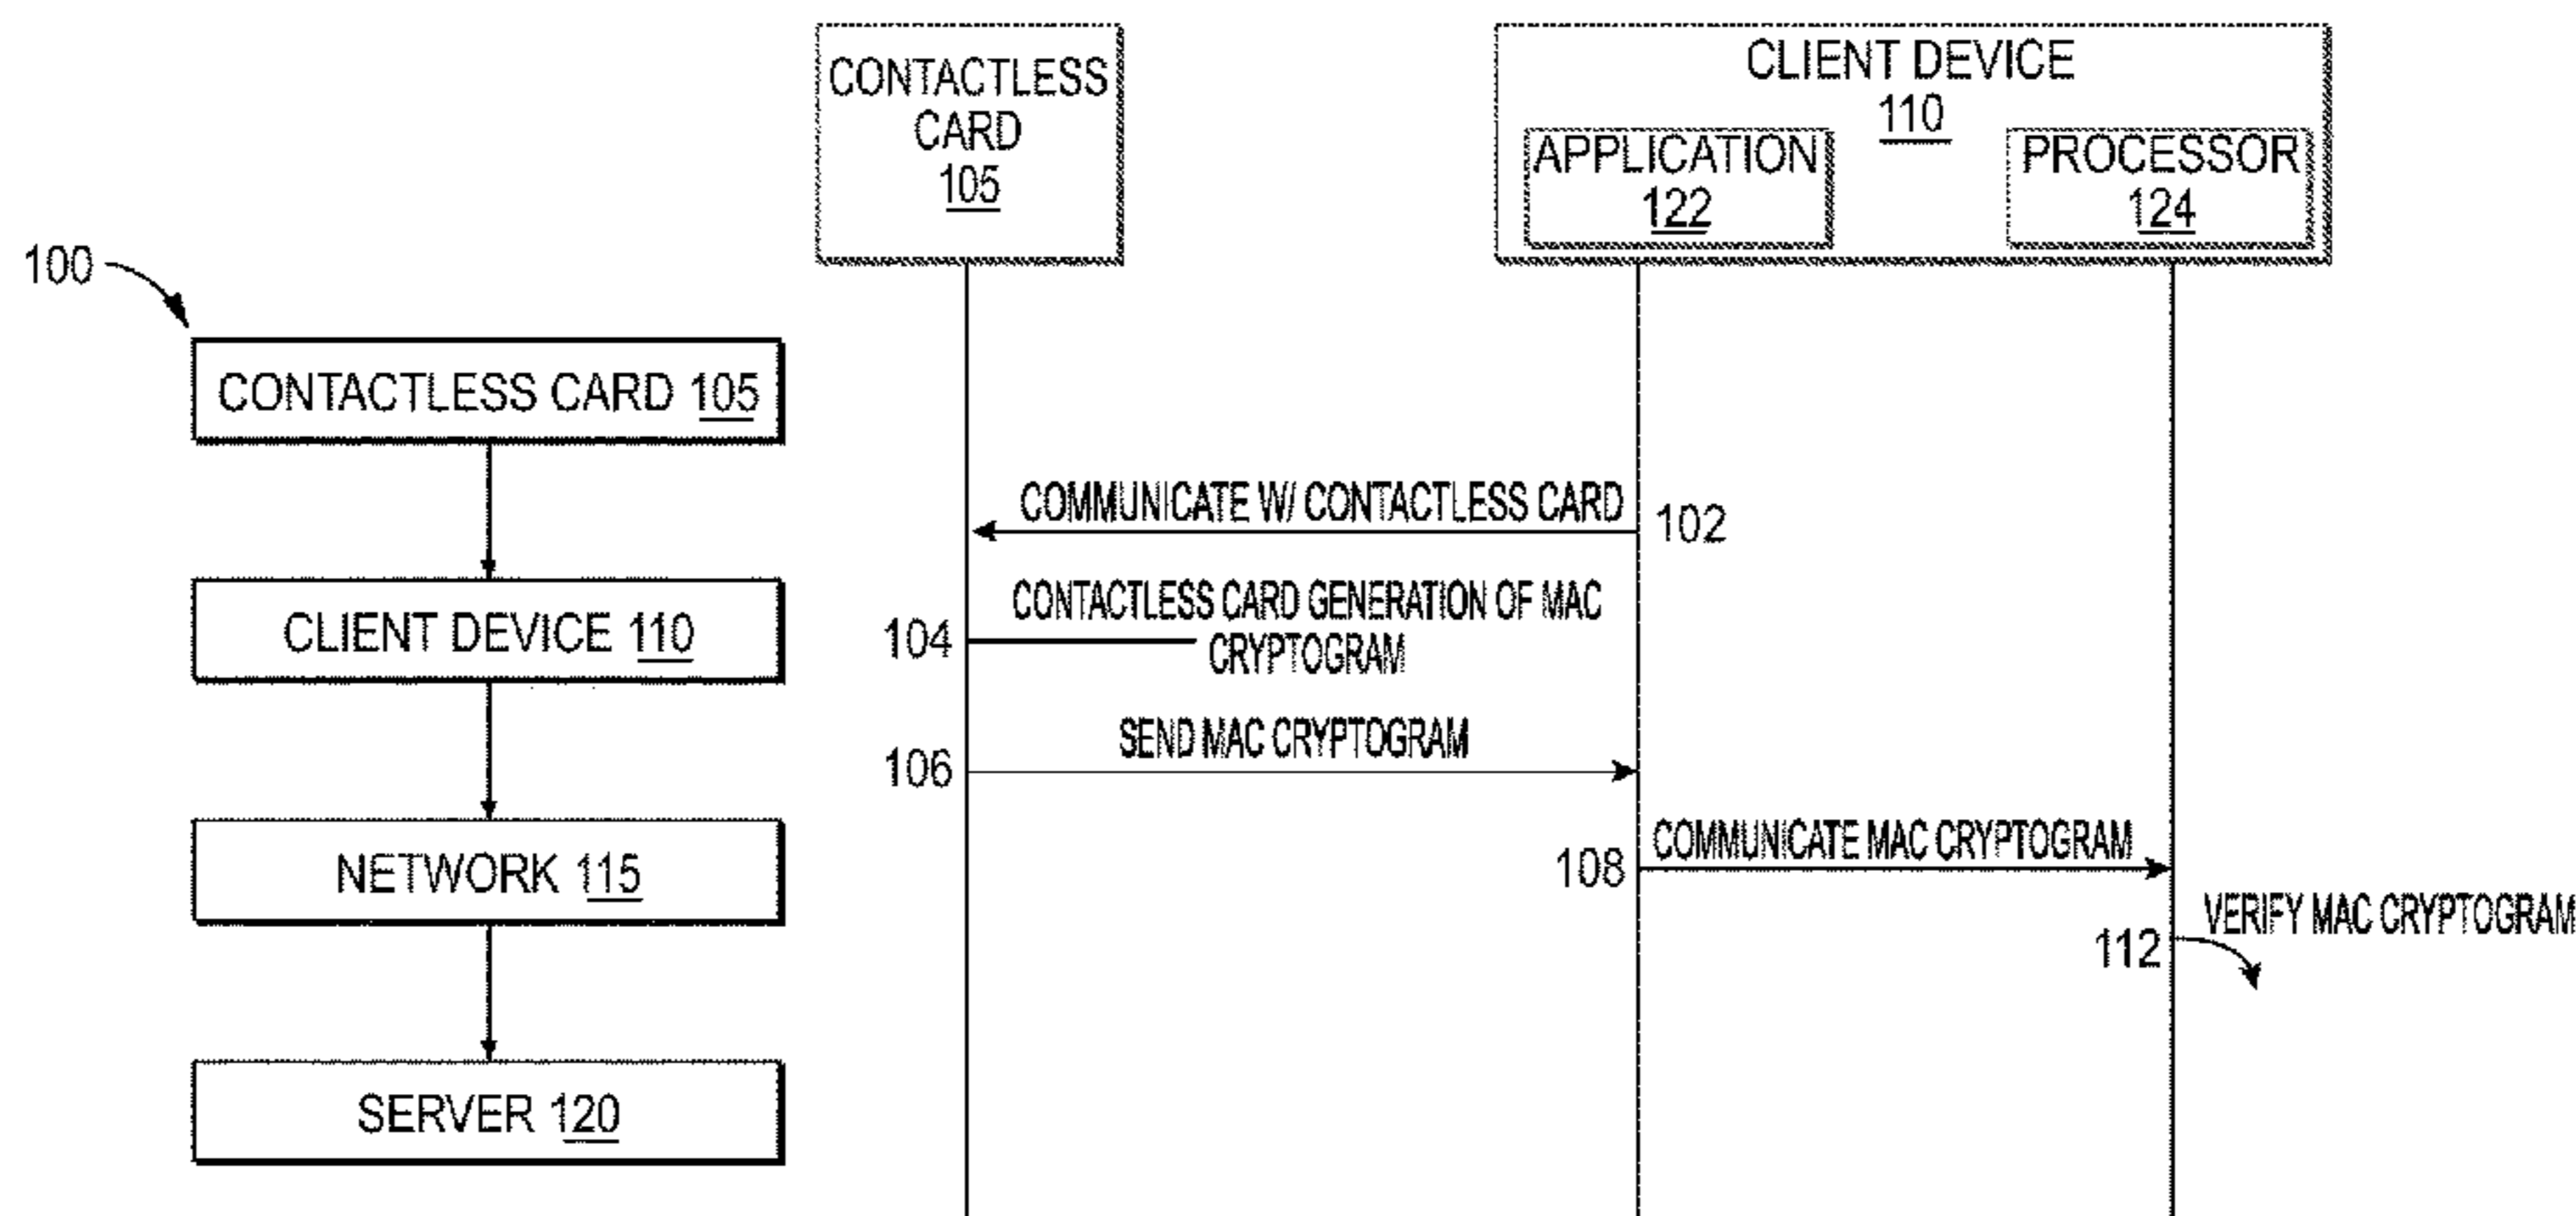 100
CONTACTLESS CARD 105
CLIENT DEVICE 110
NETWORK 115
SERVER 120
CONTACTLESS
CARD
105
CLIENT DEVICE
110
APPLICATION
122
PROCESSOR
124
COMMUNICATE W/ CONTACTLESS CARD
102
CONTACTLESS CARD GENERATION OF MAC
104
CRYPTOGRAM
SEND MAC CRYPTOGRAM
106
COMMUNICATE MAC CRYPTOGRAM
108
VERIFY MAC CRYPTOGRAM
112